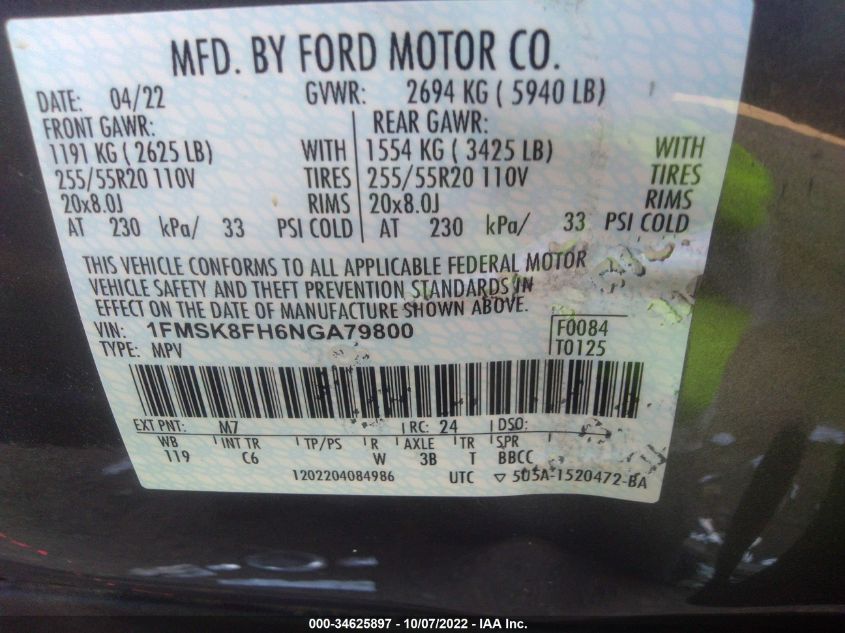 MFD. BY FORD MOTOR CO.
DATE: 04/22 GVWR: 2694 KG ( 5940 LB)
FRONT GAWR: REAR GAWR:
1191 KG ( 2625 LB) WITH 1554 KG ( 3425 LB) WITH
255/55R20 110V TIRES 255/55R20 110V TIRES
20x8.0J RIMS 20x8.0J RIMS
AT 230 kPa/ 33 PSI COLD AT 230 kPa/ 33 PSI COLD
THIS VEHICLE CONFORMS TO ALL APPLICABLE FEDERAL MOTOR
VEHICLE SAFETY AND THEFT PREVENTION STANDARDS IN
EFFECT ON THE DATE OF MANUFACTURE SHOWN ABOVE.
VIN: 1FMSK8FH6NGA79800 F0084
TYPE: MPV T0125
EXT PNT: M7 RC: 24 DSO:
WB INT TR TP/PS R AXLE TR SPR
119 C6 W 3B T BBCC
1202204084986 UTC ▽ 5U5A-1520472-BA
000-34625897 - 10/07/2022 - IAA Inc.